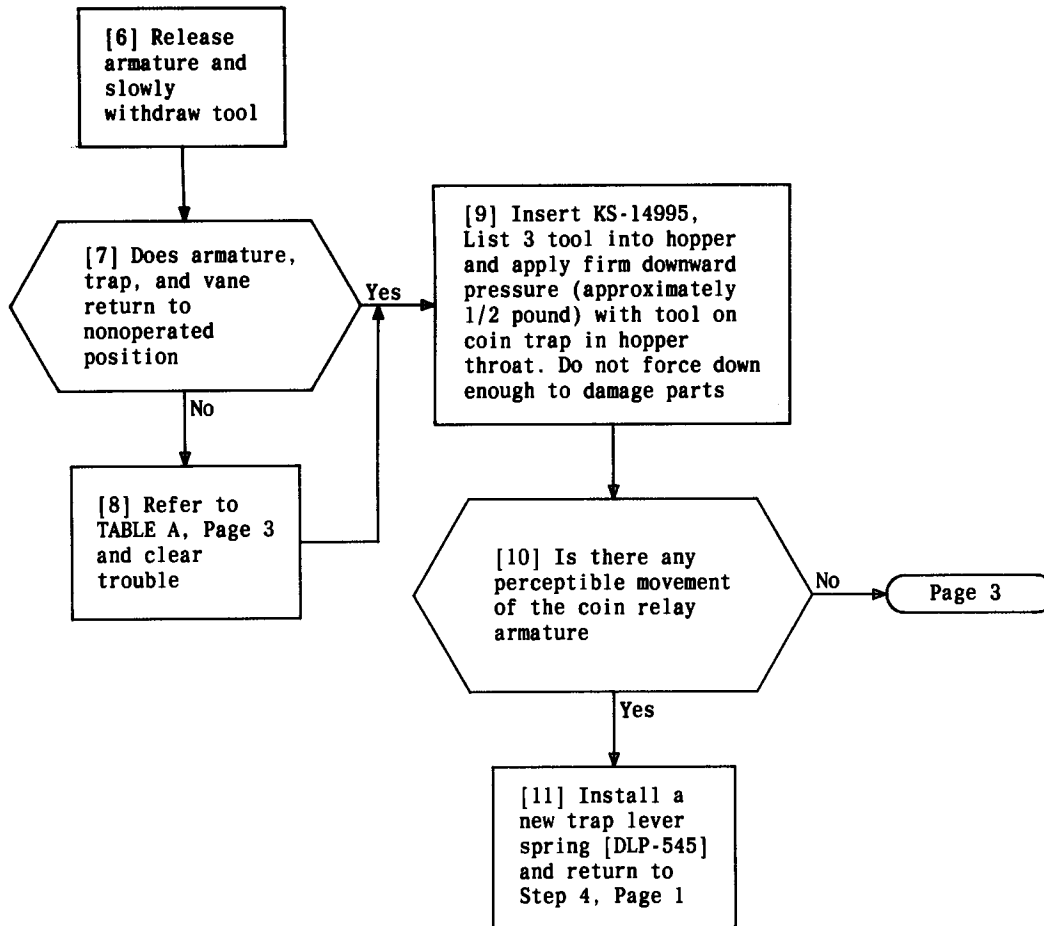 [6] Release
armature and
slowly
withdraw tool
[7] Does armature,
trap, and vane
return to
nonoperated
position
Yes
No
[8] Refer to
TABLE A, Page 3
and clear
trouble
[9] Insert KS-14995,
List 3 tool into hopper
and apply firm downward
pressure (approximately
1/2 pound) with tool on
coin trap in hopper
throat. Do not force down
enough to damage parts
[10] Is there any
perceptible movement
of the coin relay
armature
No
Page 3
Yes
[11] Install a
new trap lever
spring [DLP-545]
and return to
Step 4, Page 1